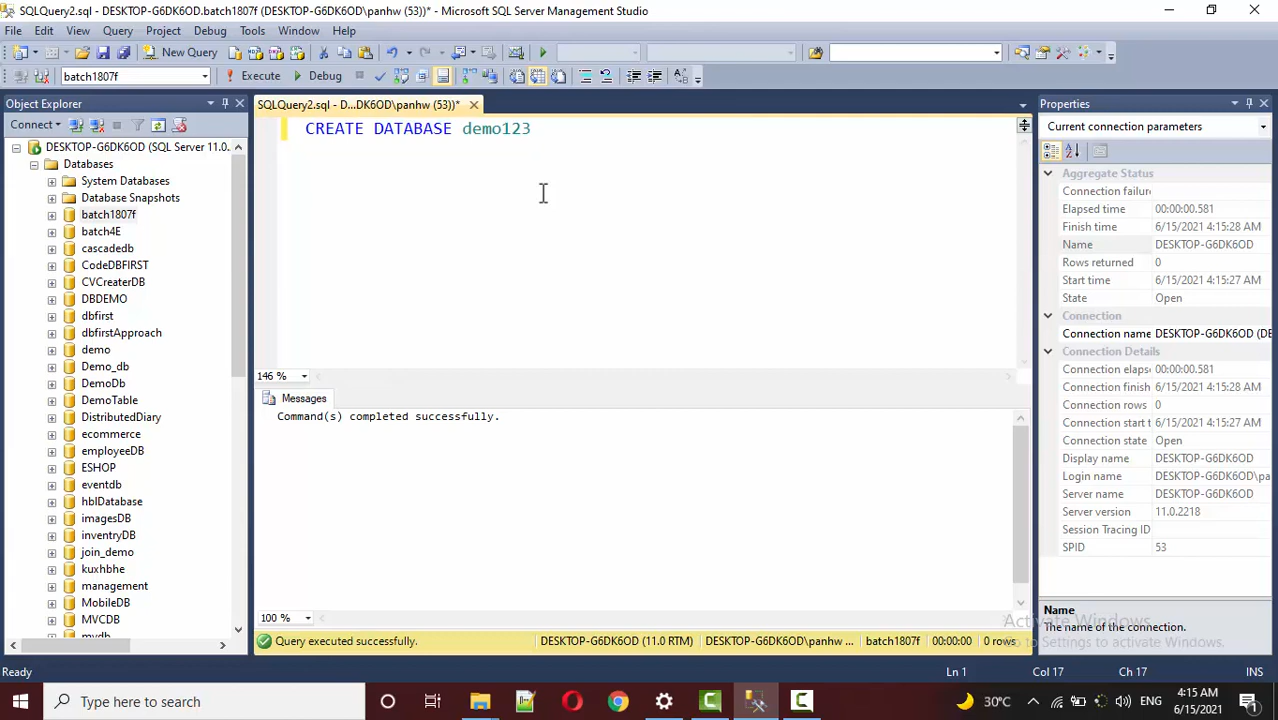 SQLQuery2.sql - DESKTOP-G6DK6OD.batch1807f (DESKTOP-G6DK6OD\panhw (53))* - Microsoft SQL Server Management Studio
File Edit View Query Project Debug Tools Window Help
New Query
batch1807f Execute Debug
Object Explorer
Connect
DESKTOP-G6DK6OD (SQL Server 11.0.
Databases
System Databases
Database Snapshots
batch1807f
batch4E
cascadedb
CodeDBFIRST
CVCreaterDB
DBDEMO
dbfirst
dbfirstApproach
demo
Demo_db
DemoDb
DemoTable
DistributedDiary
ecommerce
employeeDB
ESHOP
eventdb
hblDatabase
imagesDB
inventryDB
join_demo
kuxhbhe
management
MobileDB
MVCDB
mydb
SQLQuery2.sql - D...DK6OD\panhw (53))*
CREATE DATABASE demo123
146 %
Messages
Command(s) completed successfully.
100 %
Query executed successfully. DESKTOP-G6DK6OD (11.0 RTM) DESKTOP-G6DK6OD\panhw ... batch1807f 00:00:00 0 rows
Properties
Current connection parameters
Aggregate Status
Connection failure
Elapsed time 00:00:00.581
Finish time 6/15/2021 4:15:28 AM
Name DESKTOP-G6DK6OD
Rows returned 0
Start time 6/15/2021 4:15:27 AM
State Open
Connection
Connection name DESKTOP-G6DK6OD (DE
Connection Details
Connection elaps 00:00:00.581
Connection finish 6/15/2021 4:15:28 AM
Connection rows 0
Connection start t 6/15/2021 4:15:27 AM
Connection state Open
Display name DESKTOP-G6DK6OD
Login name DESKTOP-G6DK6OD\pa
Server name DESKTOP-G6DK6OD
Server version 11.0.2218
Session Tracing ID
SPID 53
Name
The name of the connection.
Activate Windows
Go to Settings to activate Windows.
Ready Ln 1 Col 17 Ch 17 INS
Type here to search
30°C ENG 4:15 AM
6/15/2021
1